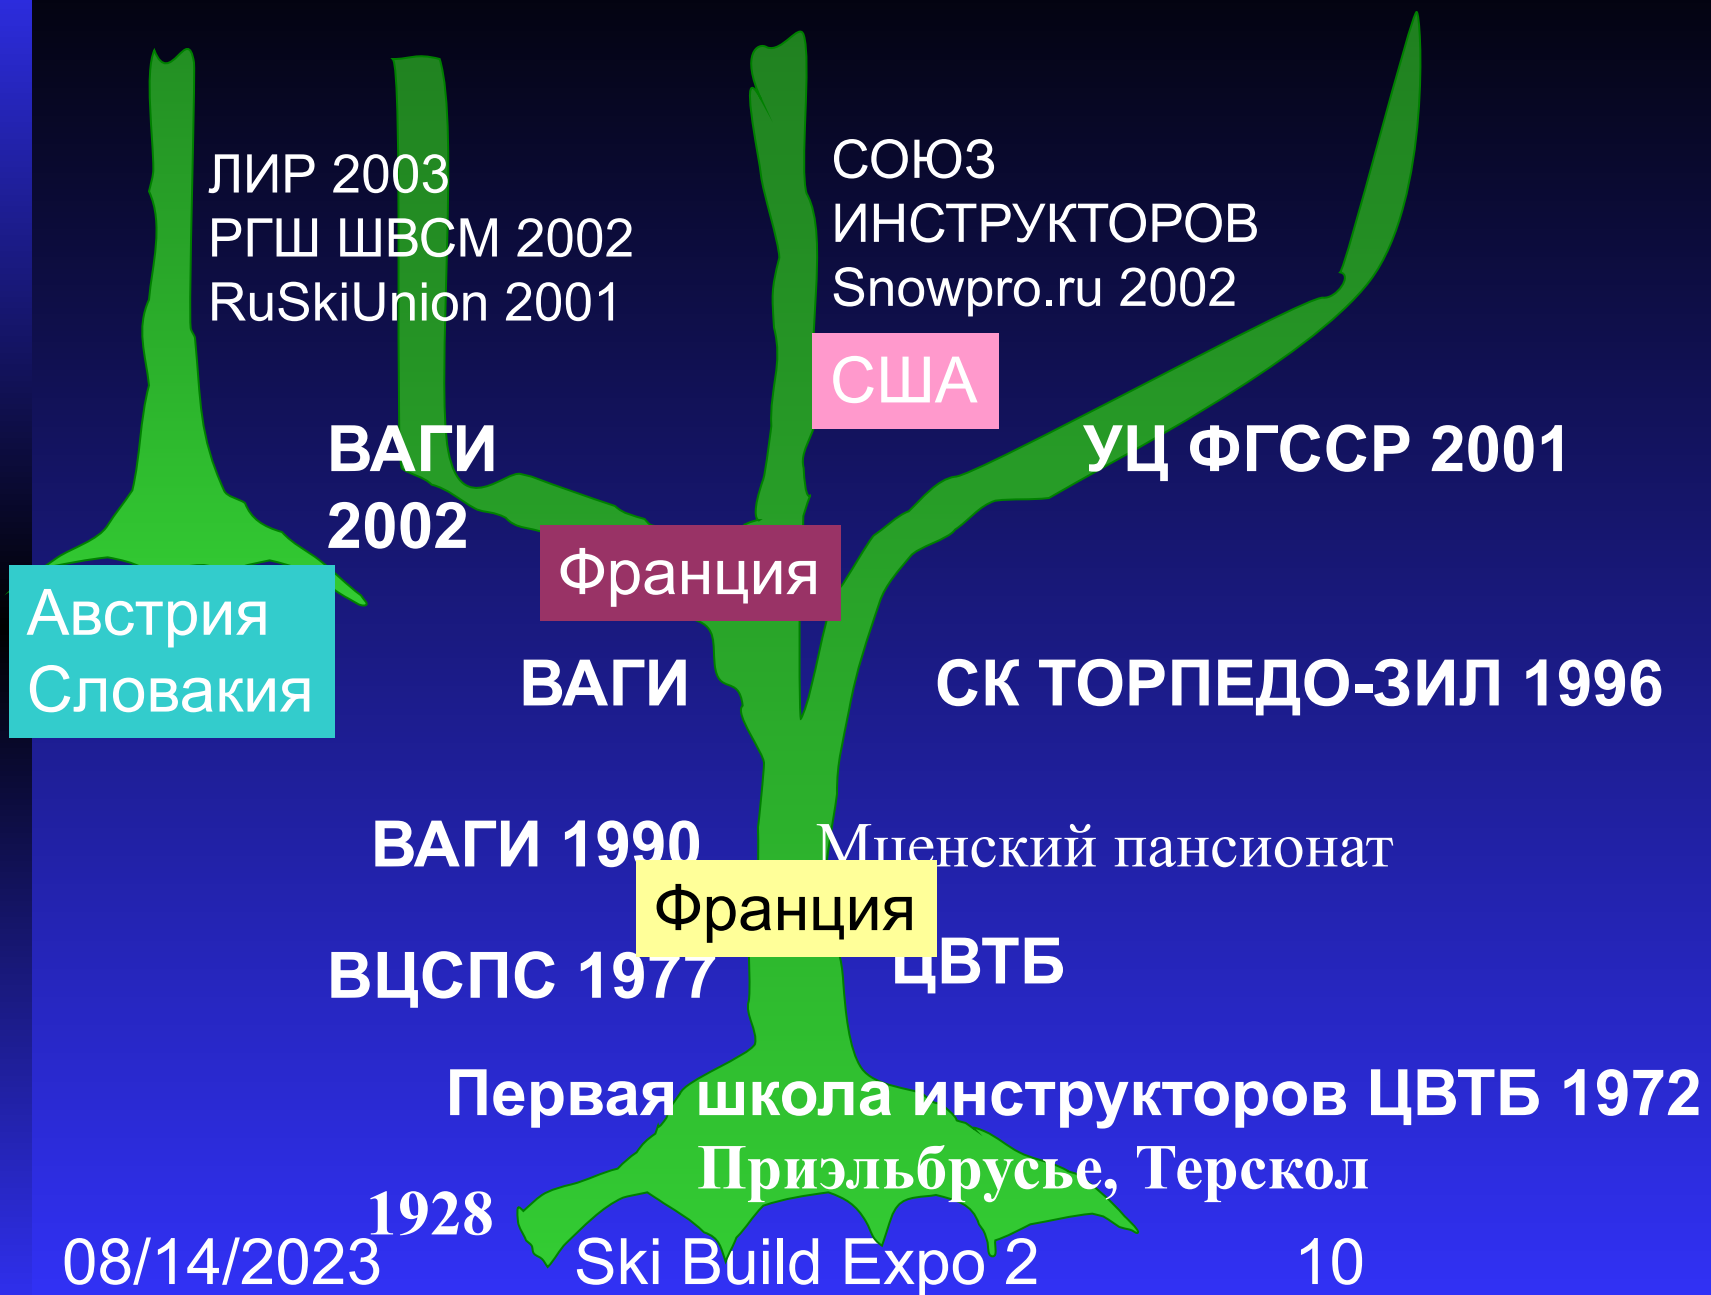 ЛИР 2003
РГШ ШВСМ 2002
RuSkiUnion 2001
СОЮЗ
ИНСТРУКТОРОВ
Snowpro.ru 2002
США
ВАГИ
2002
УЦ ФГССР 2001
Франция
Австрия
Словакия
ВАГИ
СК ТОРПЕДО-ЗИЛ 1996
ВАГИ 1990
Мценский пансионат
Франция
ВЦСПС 1977
ЦВТБ
Первая школа инструкторов ЦВТБ 1972
Приэльбрусье, Терскол
1928
08/14/2023
Ski Build Expo 2
10